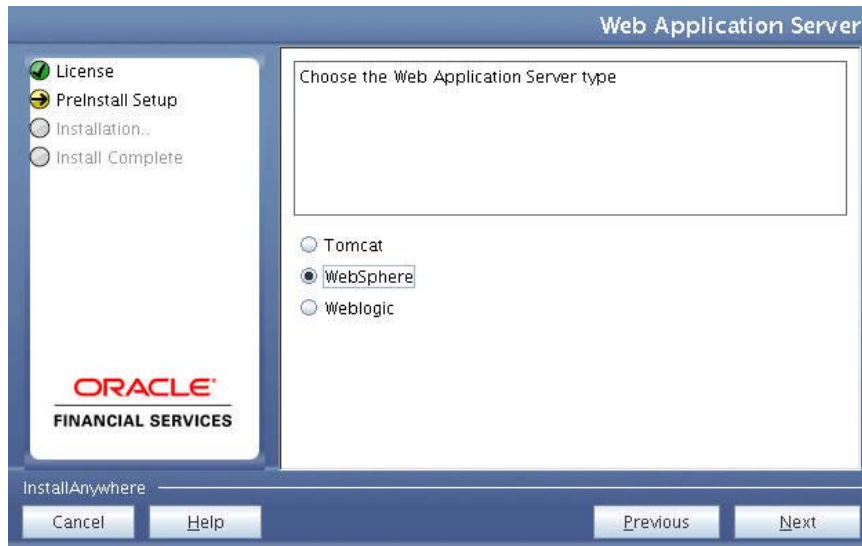 Web Application Server
License
PreInstall Setup
Installation..
Install Complete
Choose the Web Application Server type
Tomcat
WebSphere
Weblogic
ORACLE
FINANCIAL SERVICES
InstallAnywhere
Cancel
Help
Previous
Next